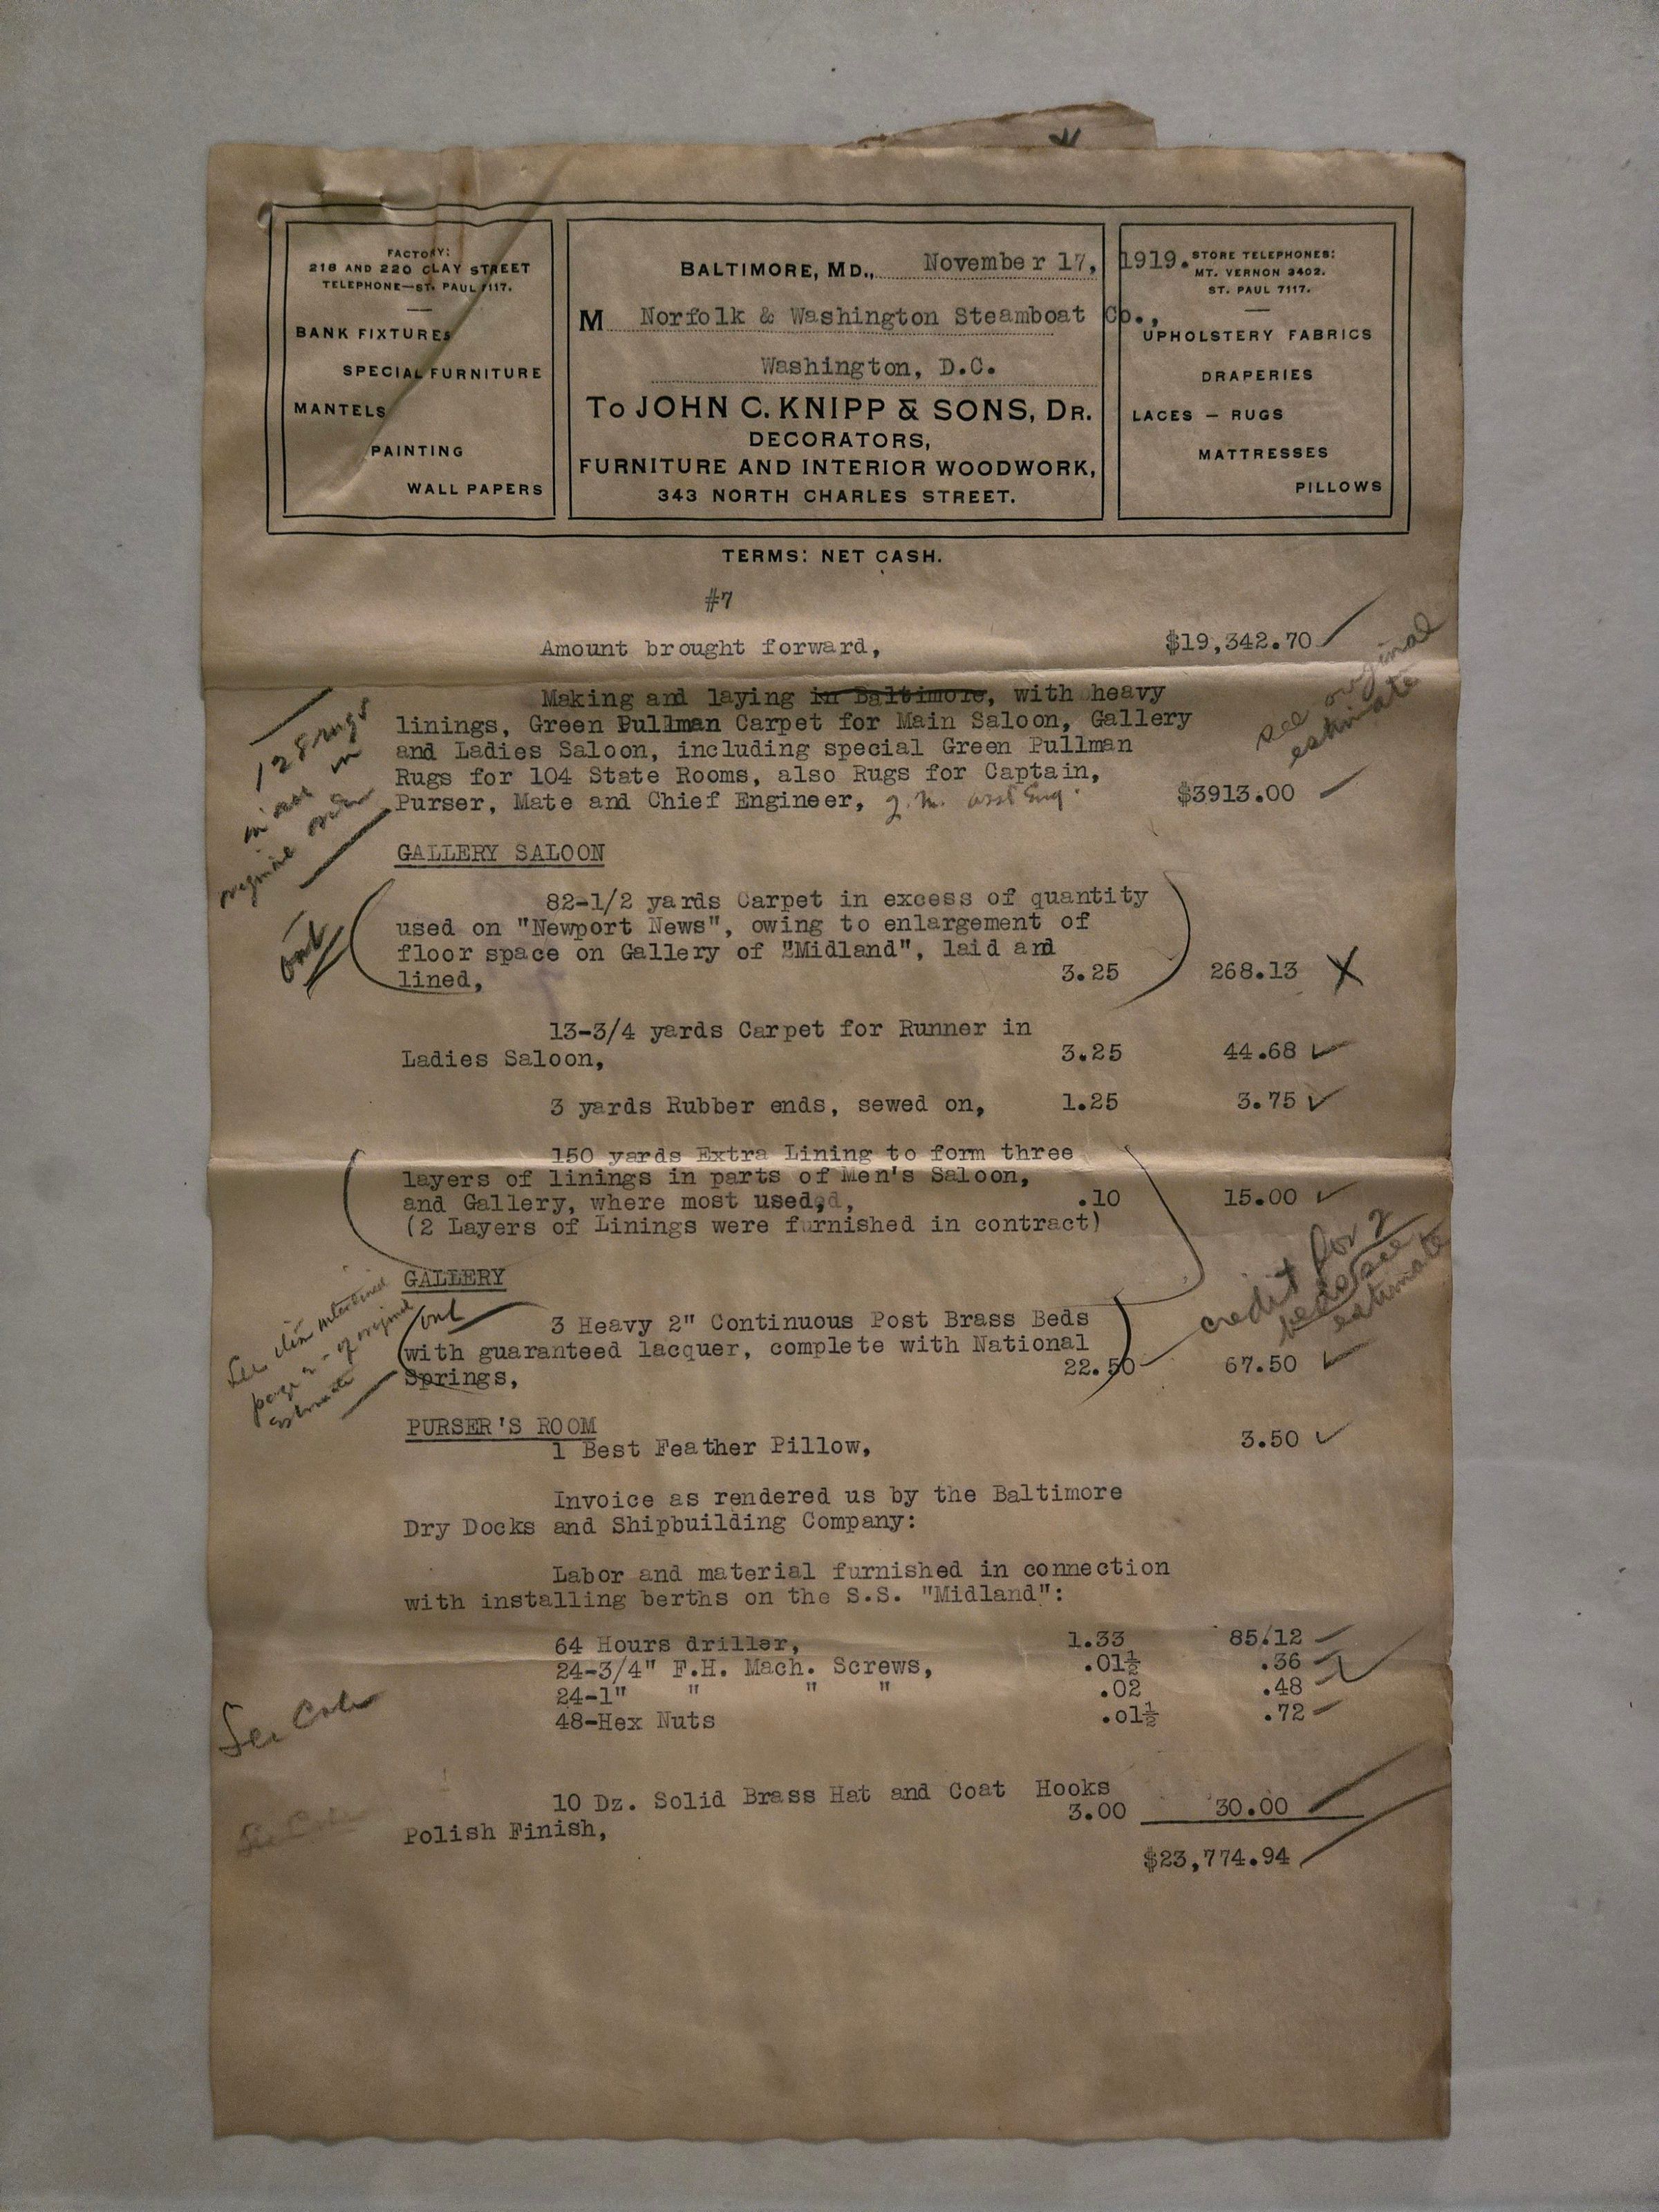 FACTORY:
218 AND 220 CLAY STREET
TELEPHONE—ST. PAUL 7117.
BANK FIXTURES
SPECIAL FURNITURE
MANTELS
PAINTING
WALL PAPERS
BALTIMORE, MD., November 17, 1919.
M Norfolk & Washington Steamboat Co.,
Washington, D.C.
TO JOHN C. KNIPP & SONS, DR.
DECORATORS,
FURNITURE AND INTERIOR WOODWORK,
343 NORTH CHARLES STREET.
STORE TELEPHONES:
MT. VERNON 3402.
ST. PAUL 7117.
UPHOLSTERY FABRICS
DRAPERIES
LACES — RUGS
MATTRESSES
PILLOWS
TERMS: NET CASH.
#7
Amount brought forward, $19,342.70
see original
estimate
128 rugs
in
Making and laying in Baltimore, with heavy
linings, Green Pullman Carpet for Main Saloon, Gallery
and Ladies Saloon, including special Green Pullman
Rugs for 104 State Rooms, also Rugs for Captain,
Purser, Mate and Chief Engineer, $3913.00
GALLERY SALOON
out
82-1/2 yards Carpet in excess of quantity
used on "Newport News", owing to enlargement of
floor space on Gallery of "Midland", laid and
lined, 3.25 268.13 X
13-3/4 yards Carpet for Runner in
Ladies Saloon, 3.25 44.68
3 yards Rubber ends, sewed on, 1.25 3.75
150 yards Extra Lining to form three
layers of linings in parts of Men's Saloon,
and Gallery, where most used, .10 15.00
(2 Layers of Linings were furnished in contract)
credit for 2
beds see
estimate
GALLERY
out
See item interlined
page 2 - of original
estimate
3 Heavy 2" Continuous Post Brass Beds
with guaranteed lacquer, complete with National
Springs, 22.50 67.50
PURSER'S ROOM
1 Best Feather Pillow, 3.50
Invoice as rendered us by the Baltimore
Dry Docks and Shipbuilding Company:
Labor and material furnished in connection
with installing berths on the S.S. "Midland":
64 Hours driller, 1.33 85.12
24-3/4" F.H. Mach. Screws, .01½ .36
24-1" " " " .02 .48
48-Hex Nuts .01½ .72
10 Dz. Solid Brass Hat and Coat Hooks
Polish Finish, 3.00 30.00
$23,774.94